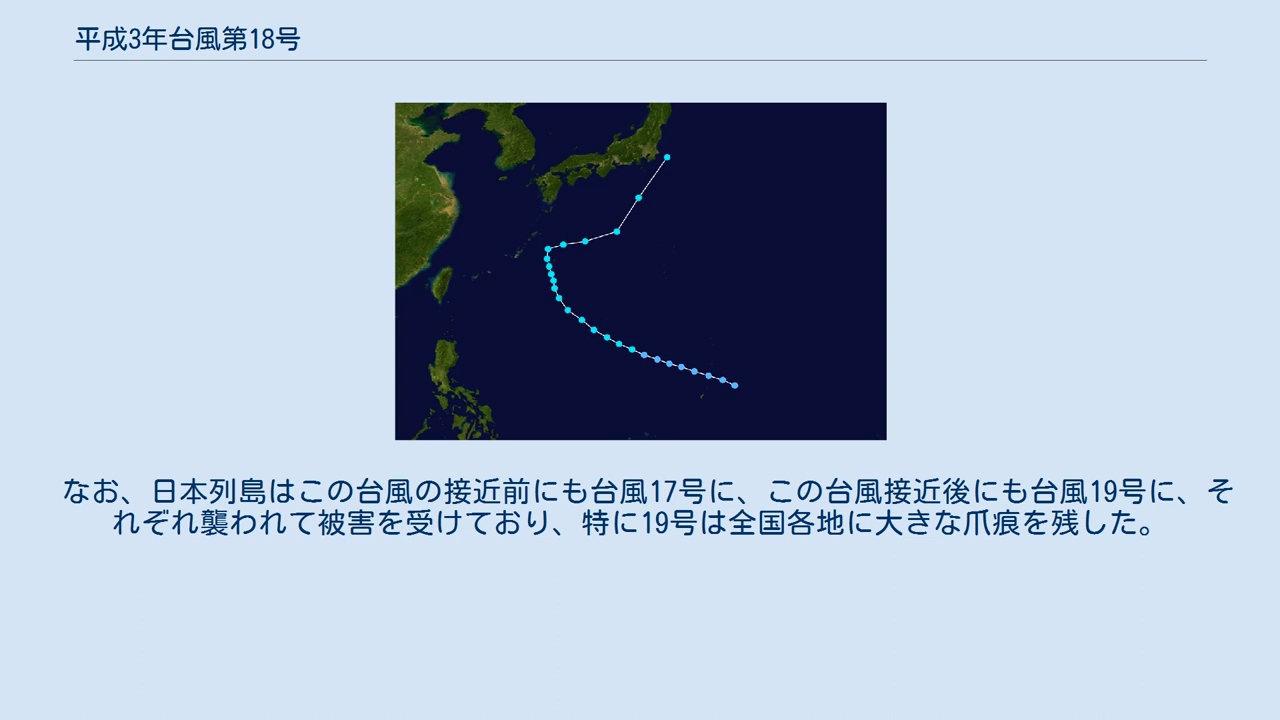 平成3年台風第18号
なお、日本列島はこの台風の接近前にも台風17号に、この台風接近後にも台風19号に、そ
れぞれ襲われて被害を受けており、特に19号は全国各地に大きな爪痕を残した。